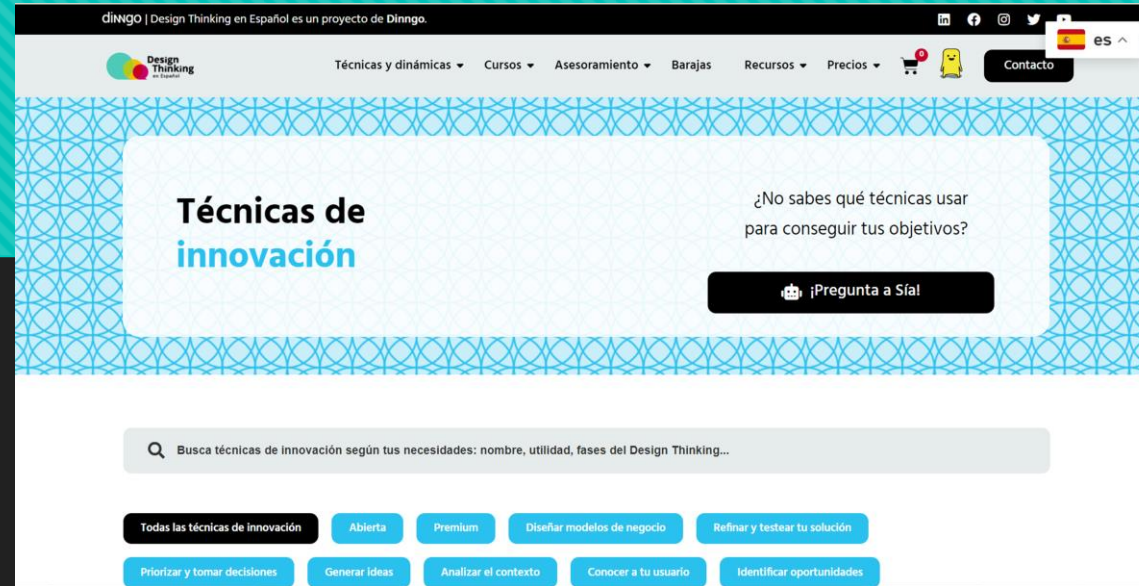 dinngo | Design Thinking en Español es un proyecto de Dinngo.
es
Design
Thinking
en Español
Técnicas y dinámicas
Cursos
Asesoramiento
Barajas
Recursos
Precios
0
Contacto
Técnicas de
innovación
¿No sabes qué técnicas usar
para conseguir tus objetivos?
¡Pregunta a Sía!
Busca técnicas de innovación según tus necesidades: nombre, utilidad, fases del Design Thinking...
Todas las técnicas de innovación
Abierta
Premium
Diseñar modelos de negocio
Refinar y testear tu solución
Priorizar y tomar decisiones
Generar ideas
Analizar el contexto
Conocer a tu usuario
Identificar oportunidades